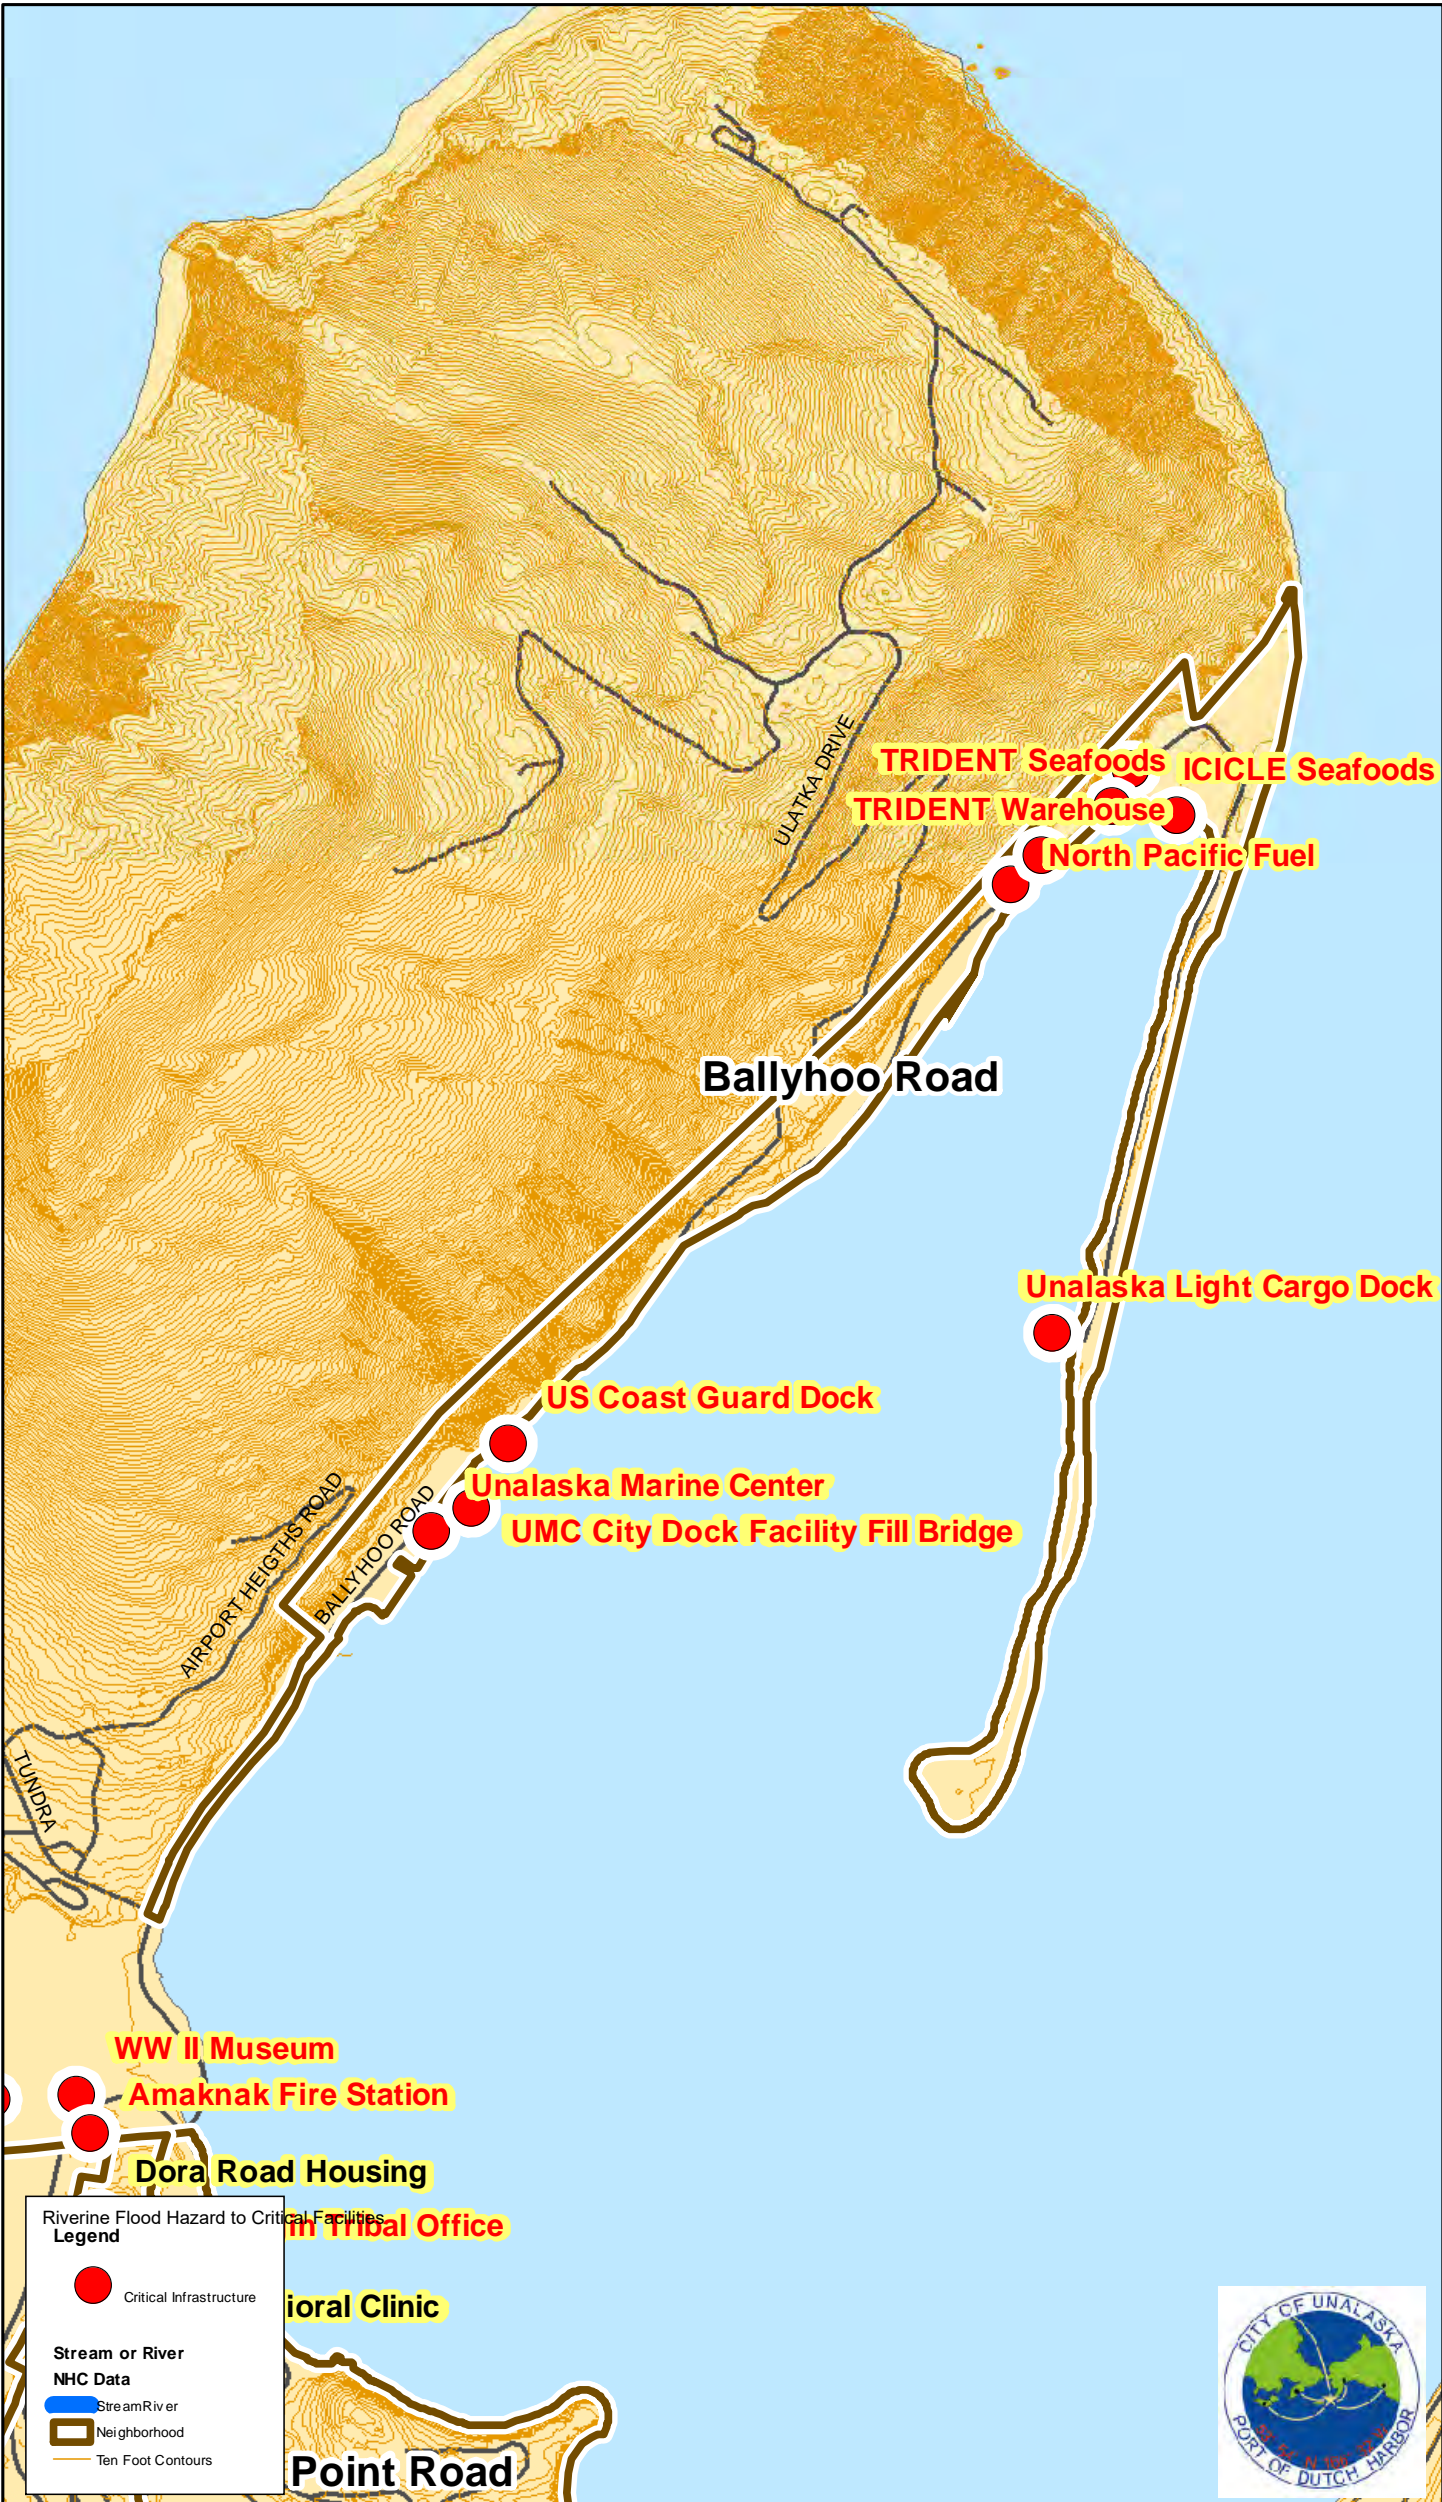 ULATKA DRIVE
TRIDENT Seafoods
ICICLE Seafoods
TRIDENT Warehouse
North Pacific Fuel
Ballyhoo Road
Unalaska Light Cargo Dock
US Coast Guard Dock
Unalaska Marine Center
UMC City Dock Facility Fill Bridge
AIRPORT HEIGTHS ROAD
BALLYHOO ROAD
TUNDRA
WW II Museum
Amaknak Fire Station
Dora Road Housing
Tribal Office
ioral Clinic
Point Road
Riverine Flood Hazard to Critical Facilities
Legend
Critical Infrastructure
Stream or River
NHC Data
StreamRiver
Neighborhood
Ten Foot Contours
CITY OF UNALASKA
PORT OF DUTCH HARBOR